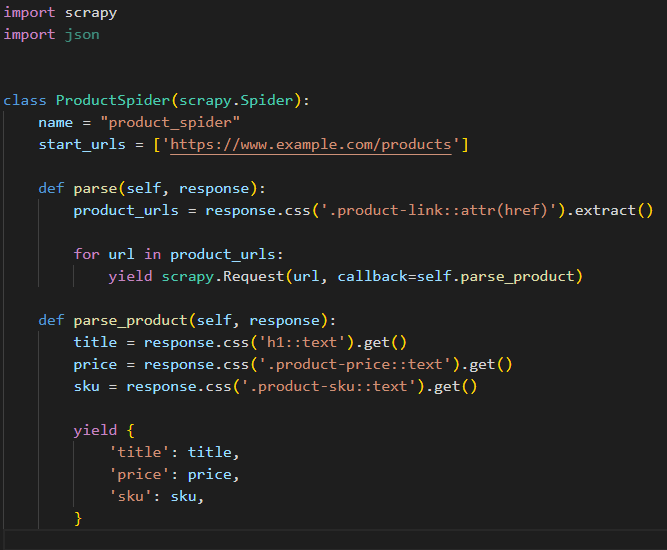 import scrapy
import json
class ProductSpider(scrapy.Spider):
    name = "product_spider"
    start_urls = ['https://www.example.com/products']
    def parse(self, response):
        product_urls = response.css('.product-link::attr(href)').extract()
        for url in product_urls:
            yield scrapy.Request(url, callback=self.parse_product)
    def parse_product(self, response):
        title = response.css('h1::text').get()
        price = response.css('.product-price::text').get()
        sku = response.css('.product-sku::text').get()
        yield {
            'title': title,
            'price': price,
            'sku': sku,
        }